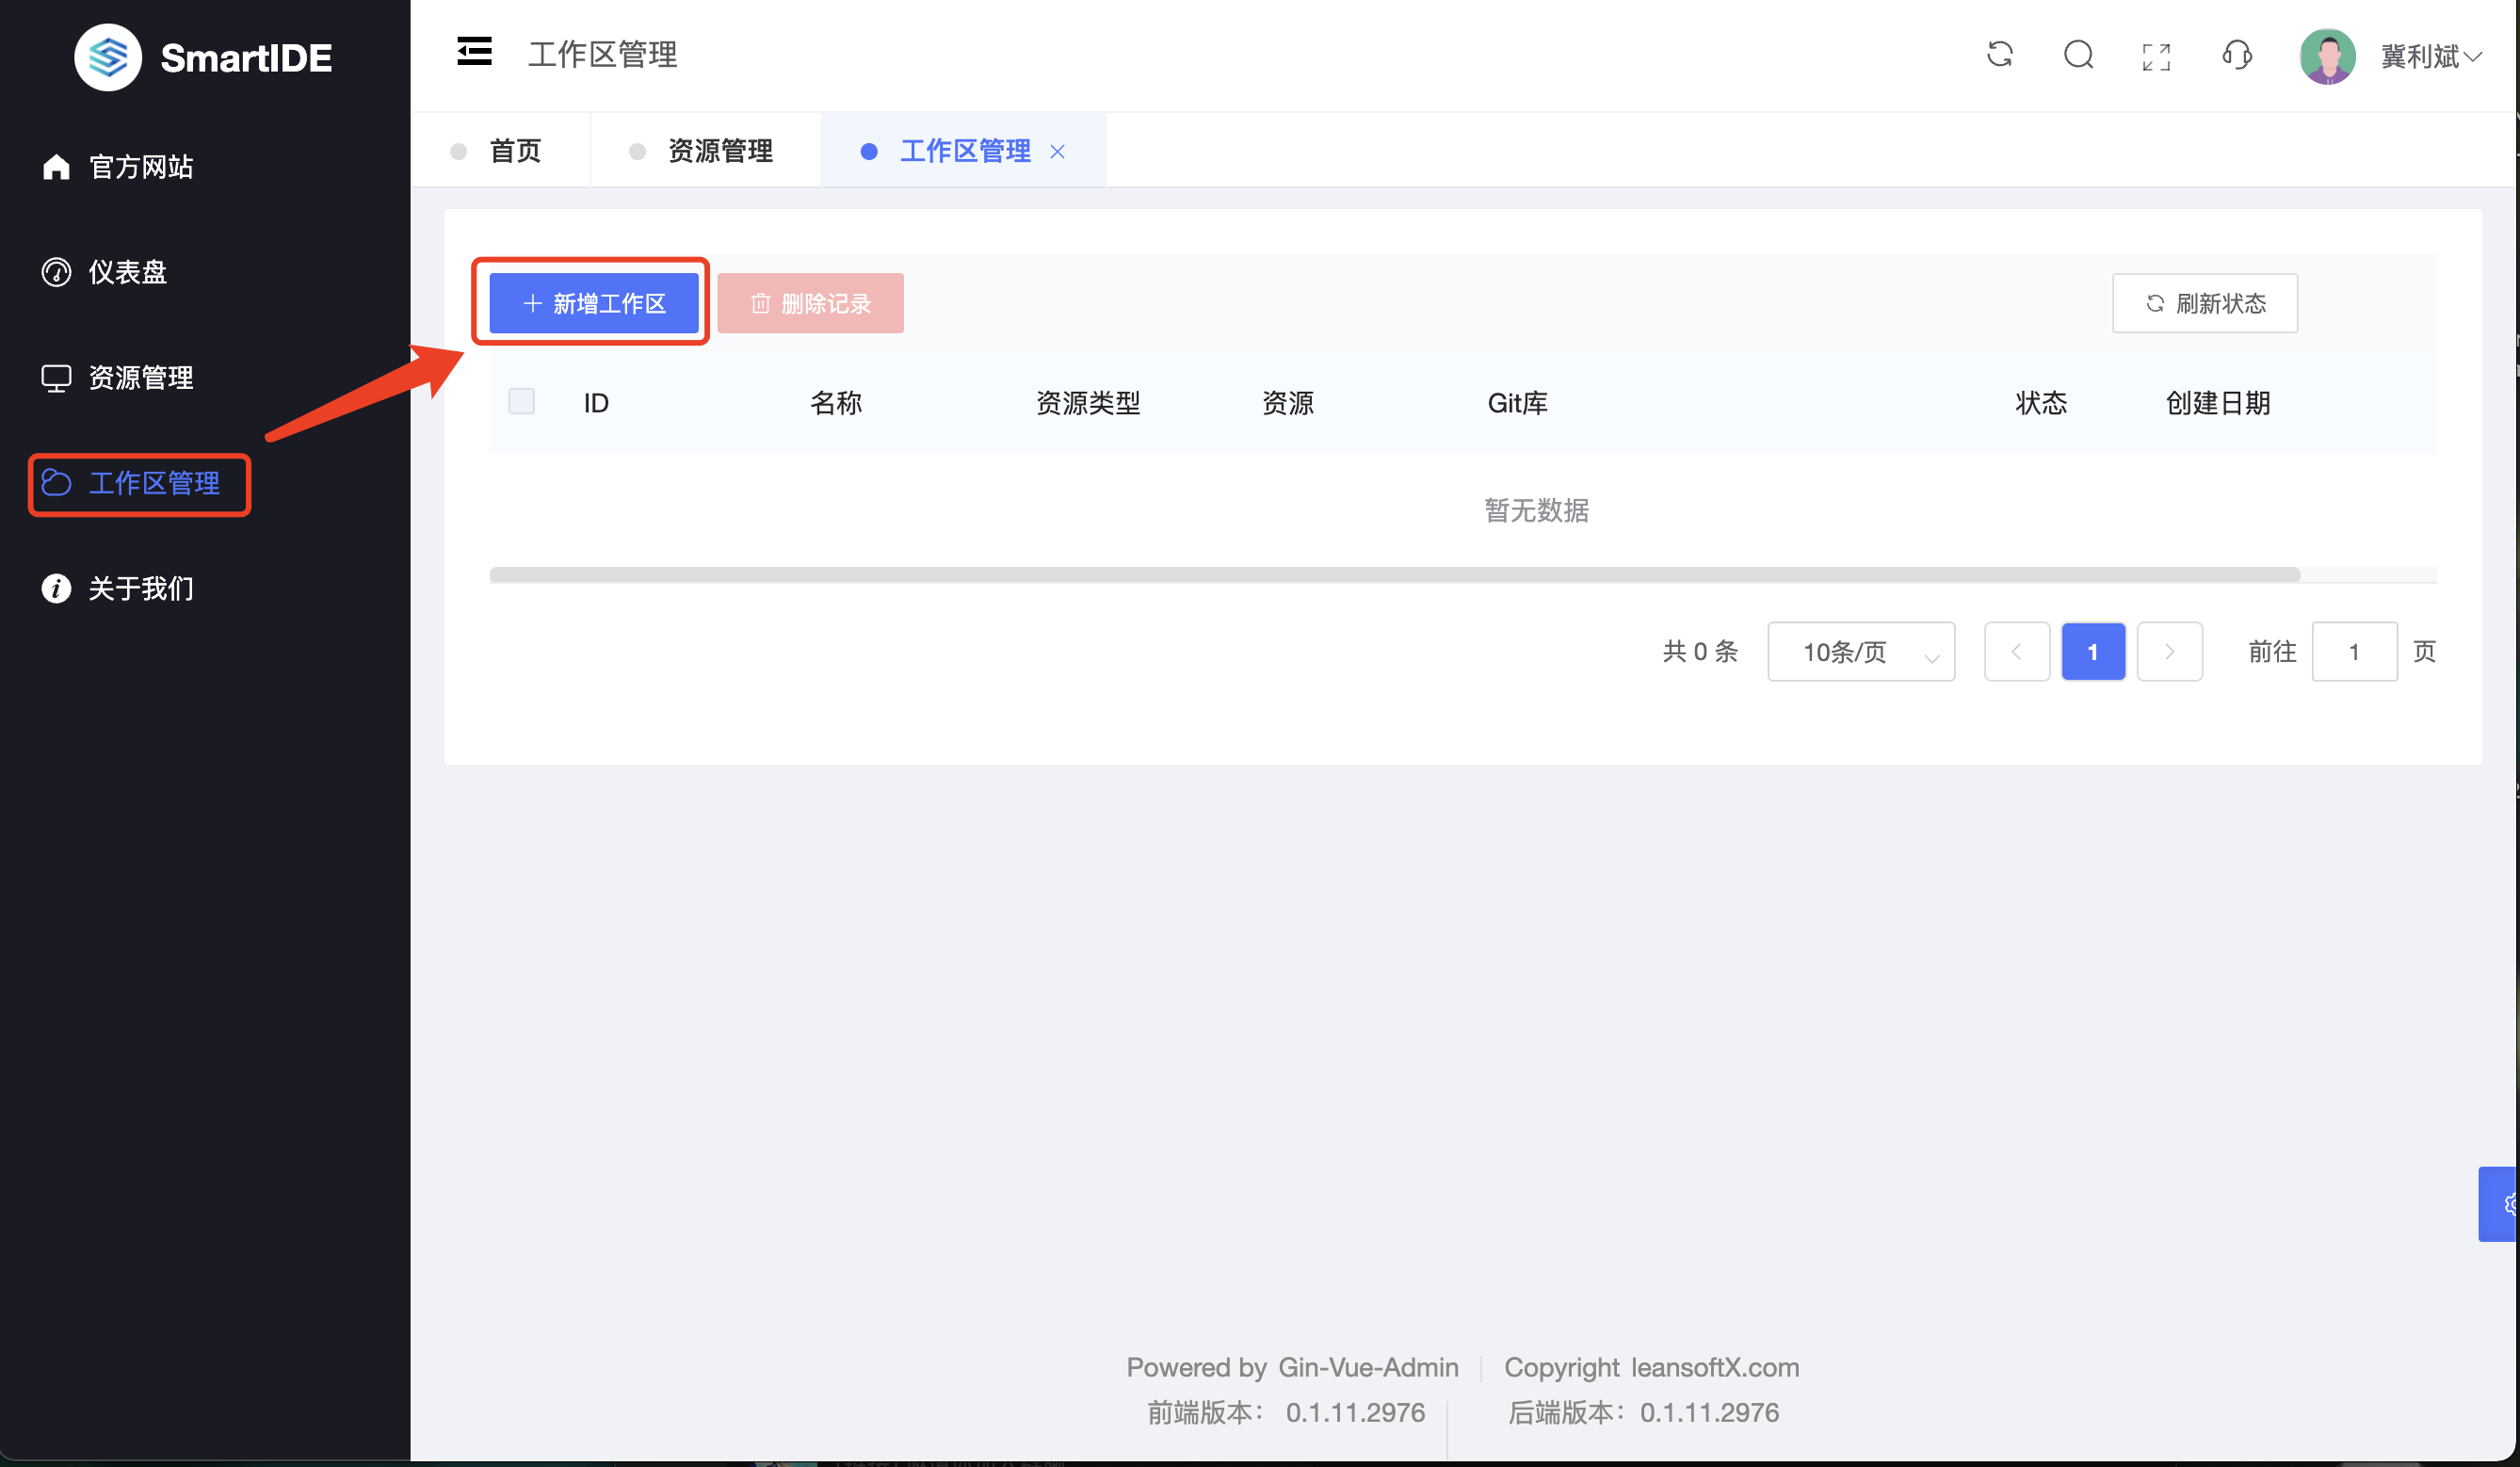 SmartIDE
官方网站
仪表盘
资源管理
工作区管理
关于我们
工作区管理
冀利斌
首页
资源管理
工作区管理
新增工作区
删除记录
刷新状态
ID 名称 资源类型 资源 Git库 状态 创建日期
暂无数据
共 0 条 10条/页 1 前往 1 页
Powered by Gin-Vue-Admin Copyright leansoftX.com
前端版本： 0.1.11.2976 后端版本：0.1.11.2976